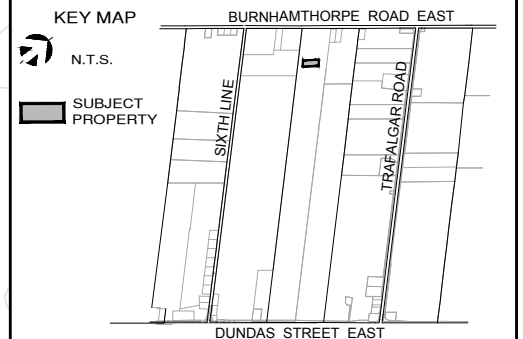 KEY MAP
BURNHAMTHORPE ROAD EAST
N.T.S.
SUBJECT
PROPERTY
SIXTH LINE
TRAFALGAR ROAD
DUNDAS STREET EAST